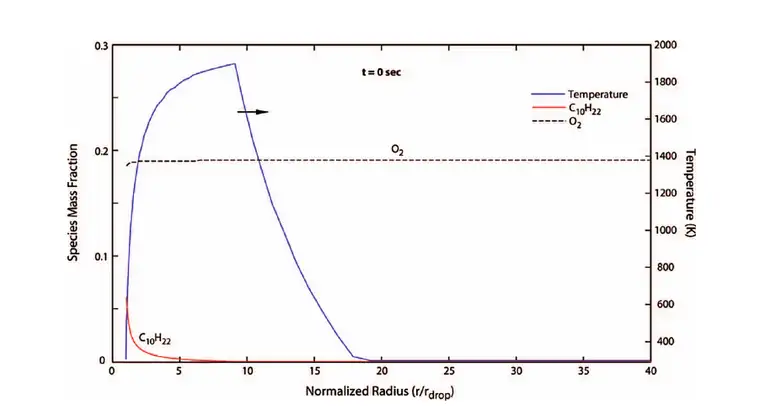 t = 0 sec
Temperature
C₁₀H₂₂
O₂
O₂
C₁₀H₂₂
0.3
0.2
0.1
0
Species Mass Fraction
2000
1800
1600
1400
1200
1000
800
600
400
Temperature (K)
0 5 10 15 20 25 30 35 40
Normalized Radius (r/r_drop)